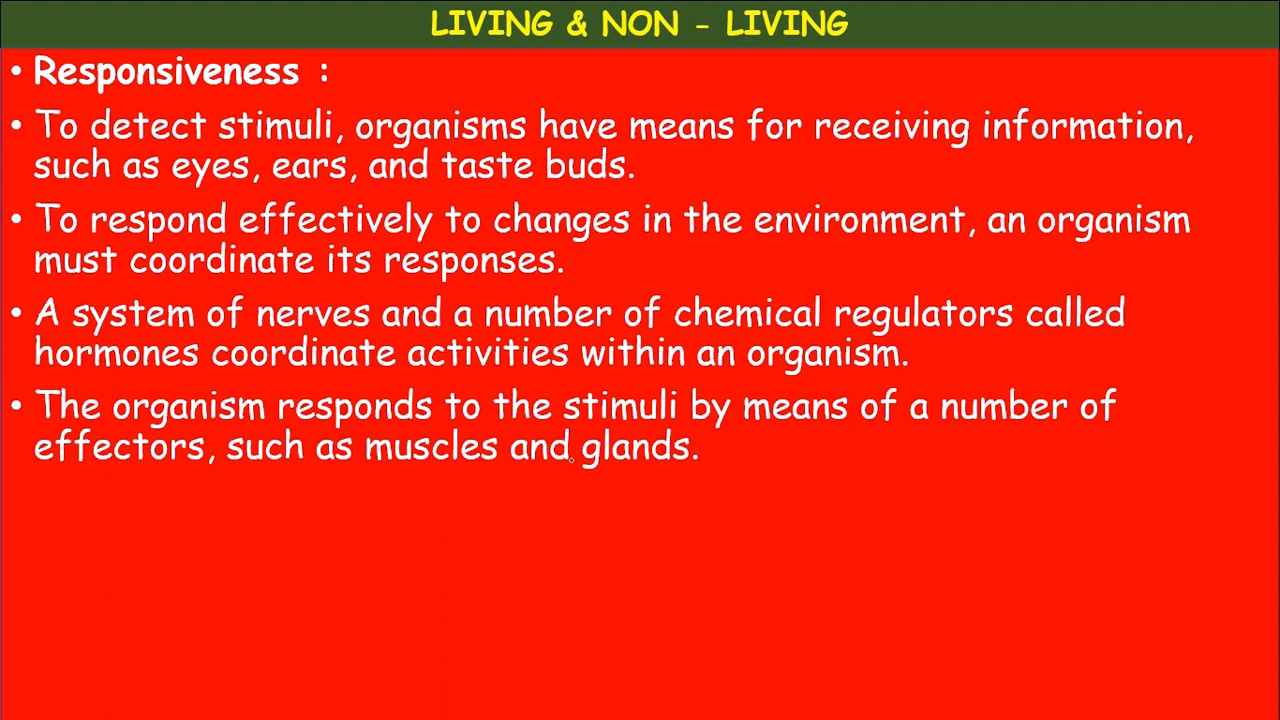 LIVING & NON - LIVING
• Responsiveness :
• To detect stimuli, organisms have means for receiving information,
such as eyes, ears, and taste buds.
• To respond effectively to changes in the environment, an organism
must coordinate its responses.
• A system of nerves and a number of chemical regulators called
hormones coordinate activities within an organism.
• The organism responds to the stimuli by means of a number of
effectors, such as muscles and glands.